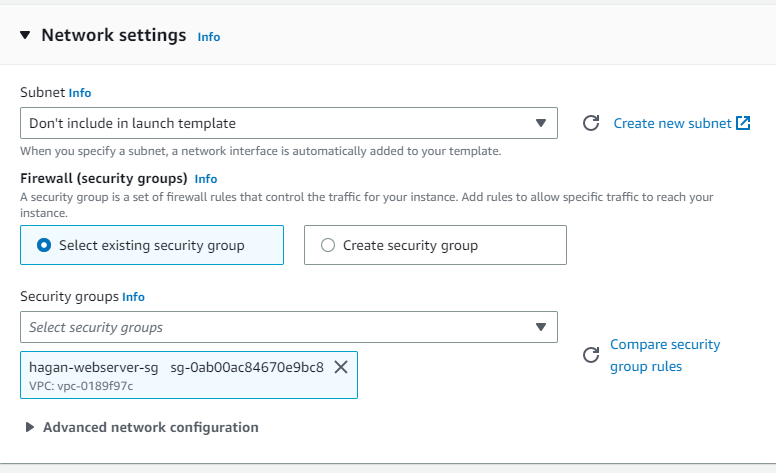 Network settings Info
Subnet Info
Don't include in launch template
Create new subnet
When you specify a subnet, a network interface is automatically added to your template.
Firewall (security groups) Info
A security group is a set of firewall rules that control the traffic for your instance. Add rules to allow specific traffic to reach your
instance.
Select existing security group
Create security group
Security groups Info
Select security groups
Compare security
group rules
hagan-webserver-sg sg-0ab00ac84670e9bc8
VPC: vpc-0189f97c
Advanced network configuration